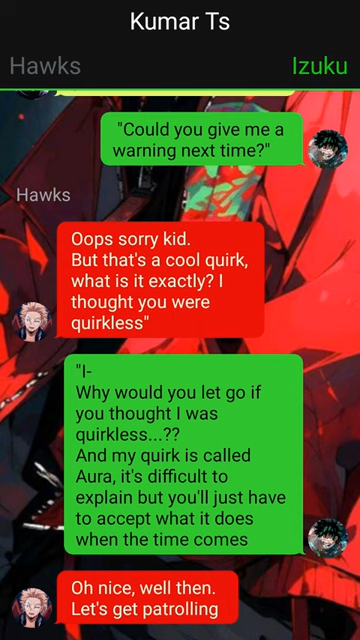 Kumar Ts
Hawks
Izuku
"Could you give me a
warning next time?"
Hawks
Oops sorry kid.
But that's a cool quirk,
what is it exactly? I
thought you were
quirkless"
"I-
Why would you let go if
you thought I was
quirkless...??
And my quirk is called
Aura, it's difficult to
explain but you'll just have
to accept what it does
when the time comes
Oh nice, well then.
Let's get patrolling